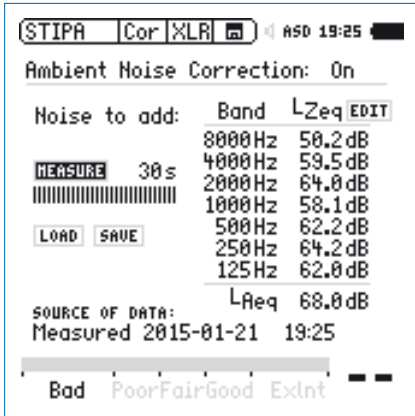 STIPA Cor XLR ASD 19:25
Ambient Noise Correction: On
Noise to add: Band LZeq EDIT
8000Hz 50.2dB
MEASURE 30s 4000Hz 59.5dB
2000Hz 64.0dB
1000Hz 58.1dB
LOAD SAVE 500Hz 62.2dB
250Hz 64.2dB
125Hz 62.0dB
LAeq 68.0dB
SOURCE OF DATA:
Measured 2015-01-21 19:25
Bad Poor Fair Good Exlnt --